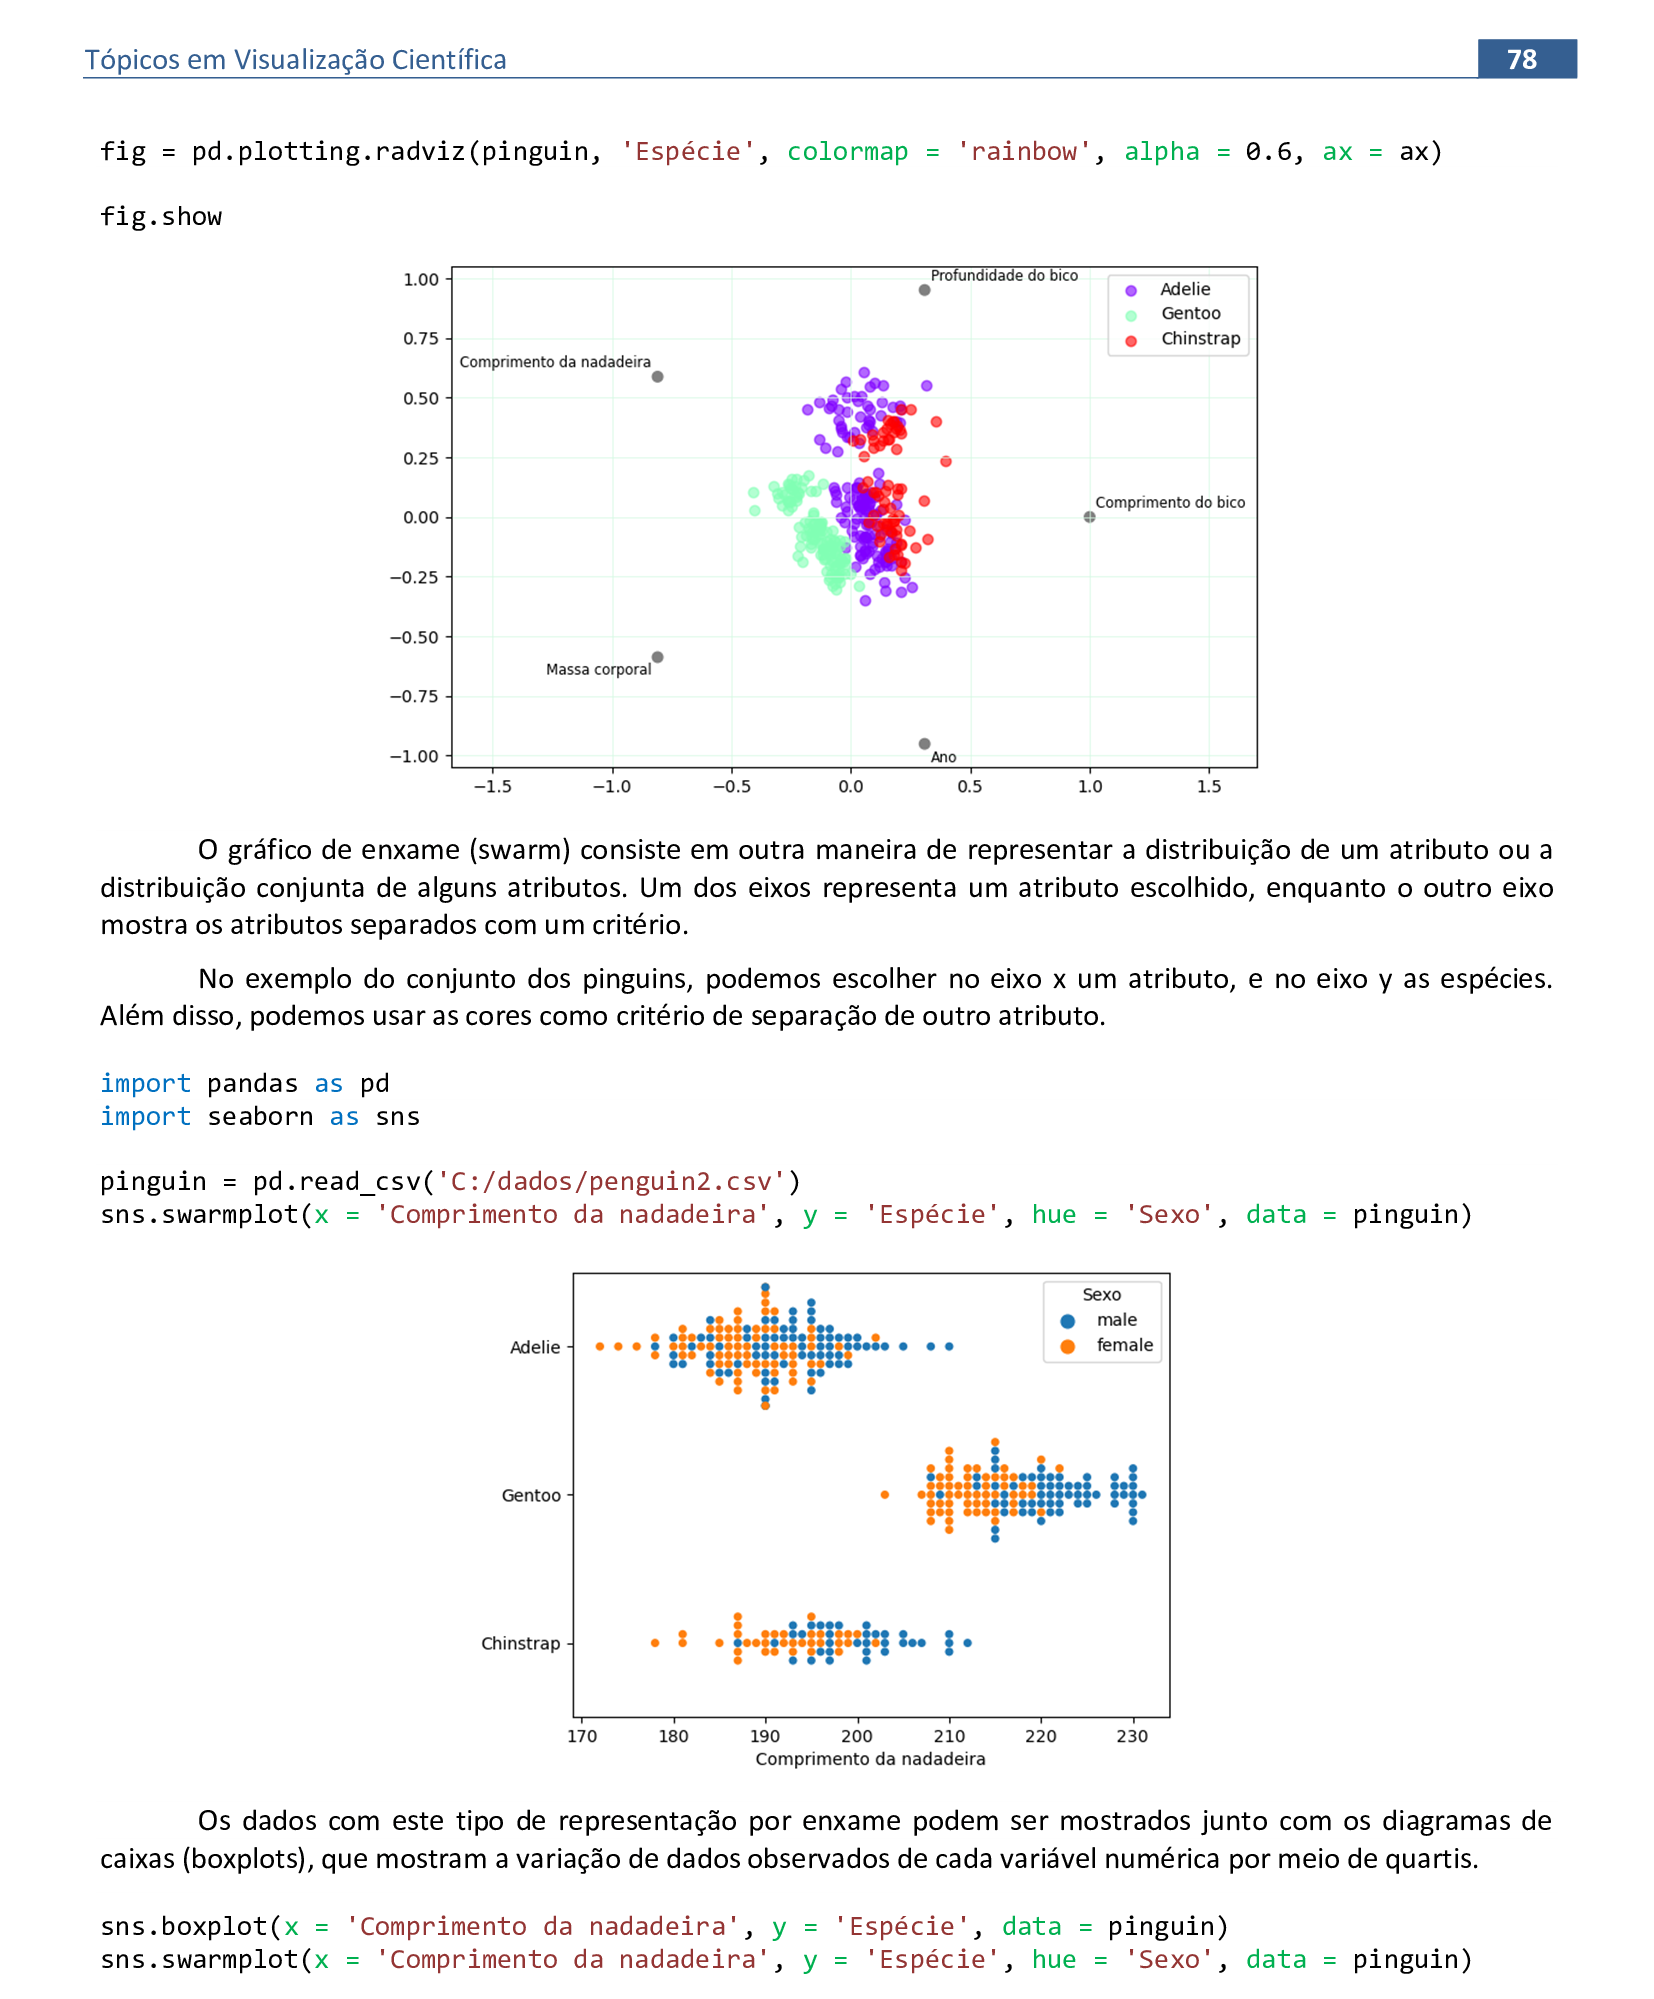 Tópicos em Visualização Científica 78
fig = pd.plotting.radviz(pinguin, 'Espécie', colormap = 'rainbow', alpha = 0.6, ax = ax)
fig.show
1.00
0.75
0.50
0.25
0.00
−0.25
−0.50
−0.75
−1.00
−1.5 −1.0 −0.5 0.0 0.5 1.0 1.5
Profundidade do bico
Comprimento da nadadeira
Comprimento do bico
Massa corporal
Ano
Adelie
Gentoo
Chinstrap
O gráfico de enxame (swarm) consiste em outra maneira de representar a distribuição de um atributo ou a
distribuição conjunta de alguns atributos. Um dos eixos representa um atributo escolhido, enquanto o outro eixo
mostra os atributos separados com um critério.
No exemplo do conjunto dos pinguins, podemos escolher no eixo x um atributo, e no eixo y as espécies.
Além disso, podemos usar as cores como critério de separação de outro atributo.
import pandas as pd
import seaborn as sns
pinguin = pd.read_csv('C:/dados/penguin2.csv')
sns.swarmplot(x = 'Comprimento da nadadeira', y = 'Espécie', hue = 'Sexo', data = pinguin)
Sexo
male
female
Adelie
Gentoo
Chinstrap
170 180 190 200 210 220 230
Comprimento da nadadeira
Os dados com este tipo de representação por enxame podem ser mostrados junto com os diagramas de
caixas (boxplots), que mostram a variação de dados observados de cada variável numérica por meio de quartis.
sns.boxplot(x = 'Comprimento da nadadeira', y = 'Espécie', data = pinguin)
sns.swarmplot(x = 'Comprimento da nadadeira', y = 'Espécie', hue = 'Sexo', data = pinguin)